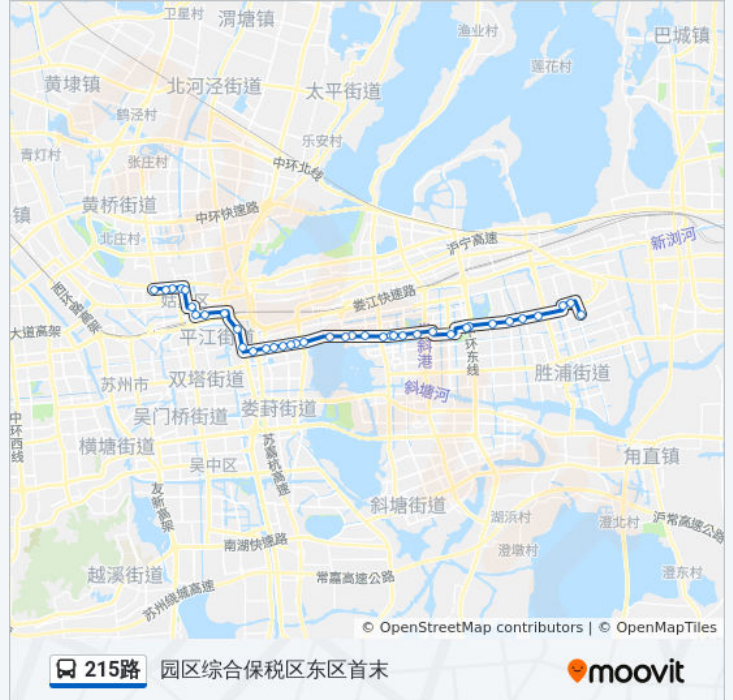 卫星村
渭塘镇
渔业村
巴城镇
莲花村
黄埭镇
北河泾街道
太平街道
鹤泾村
乐安村
青灯村
张庄村
中环北线
黄桥街道
中环快速路
镇
北庄村
沪宁高速
新浏河
西环路高架
娄江快速路
大道高架
平江街道
斜港
环东线
胜浦街道
苏州市
双塔街道
斜塘河
娄葑街道
吴门桥街道
中环西线
横塘街道
吴中区
苏嘉杭高速
甪直镇
友新高架
斜塘街道
湖浜村
澄北村
沪常高速公路
澄墩村
南湖快速路
越溪街道
常嘉高速公路
澄东村
苏州绕城高速
© OpenStreetMap contributors | © OpenMapTiles
215路 园区综合保税区东区首末
moovit